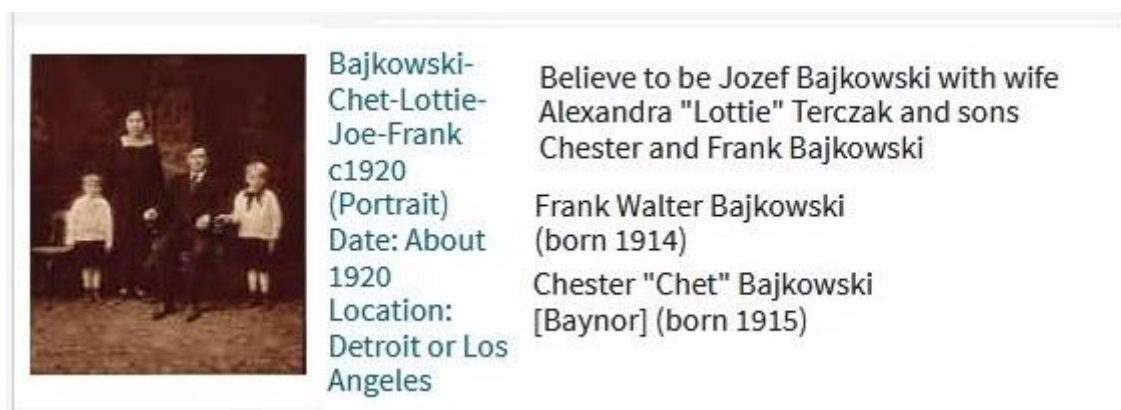 Bajkowski-
Chet-Lottie-
Joe-Frank
c1920
(Portrait)
Date: About
1920
Location:
Detroit or Los
Angeles
Believe to be Jozef Bajkowski with wife
Alexandra "Lottie" Terczak and sons
Chester and Frank Bajkowski
Frank Walter Bajkowski
(born 1914)
Chester "Chet" Bajkowski
[Baynor] (born 1915)